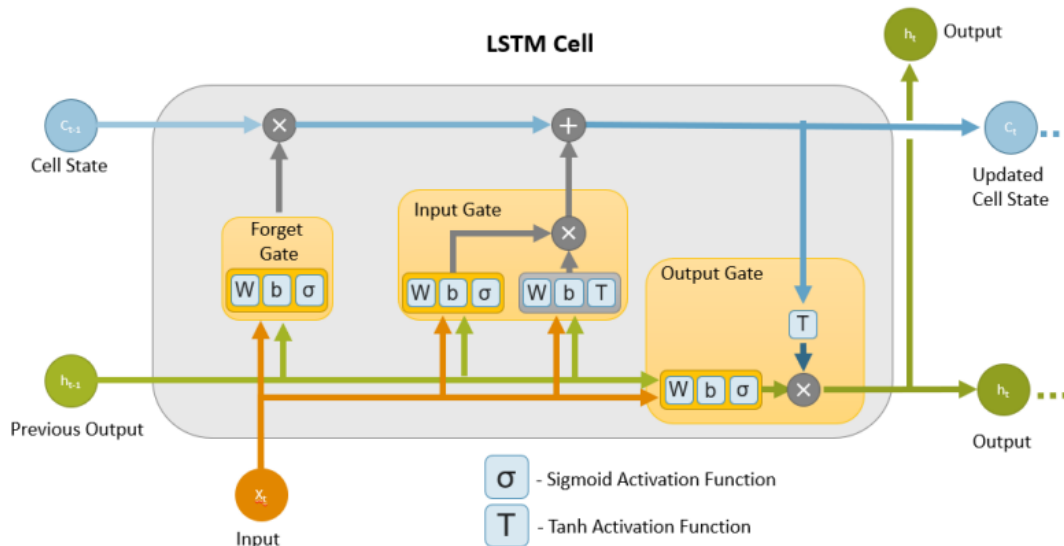 LSTM Cell
hₜ
Output
Cₜ₋₁
Cell State
×
+
Cₜ
Updated
Cell State
Forget
Gate
W b σ
Input Gate
×
W b σ
W b T
Output Gate
T
W b σ
×
hₜ₋₁
Previous Output
hₜ
Output
Xₜ
Input
σ - Sigmoid Activation Function
T - Tanh Activation Function